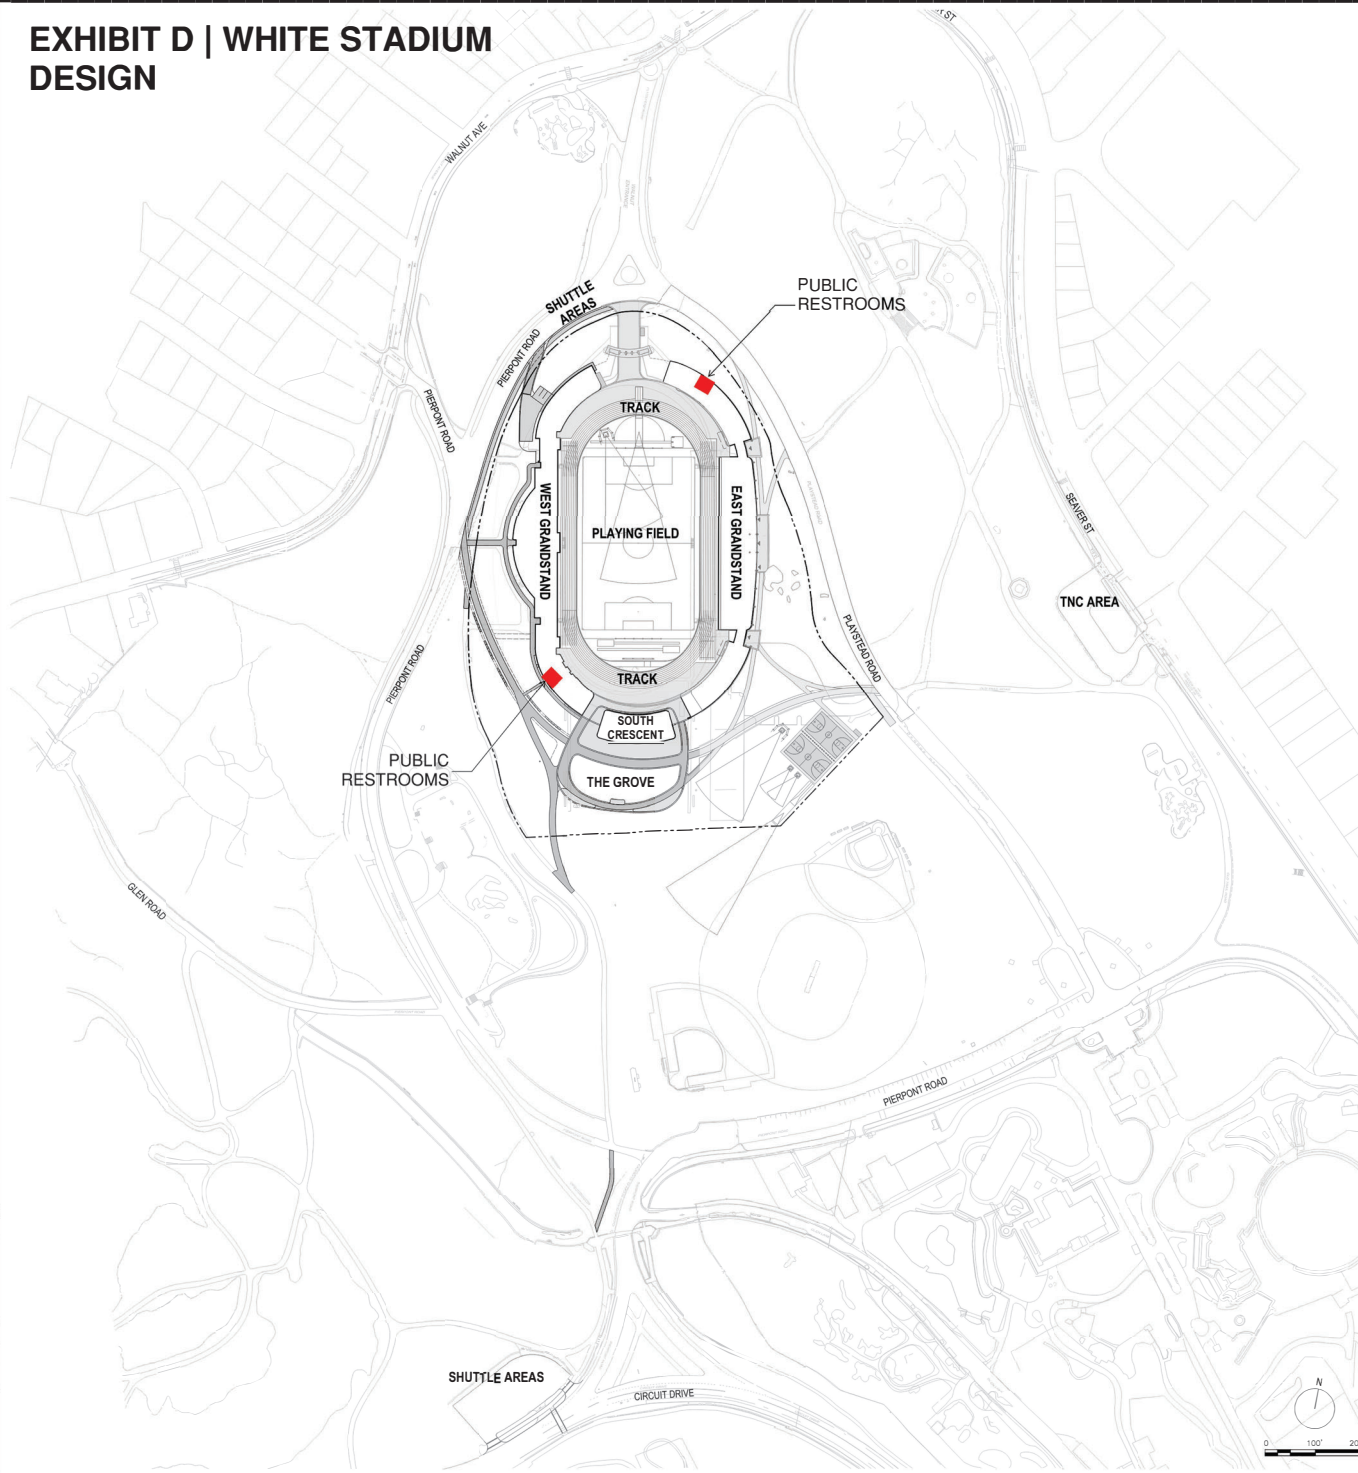 EXHIBIT D | WHITE STADIUM
DESIGN
WALNUT AVE
SHUTTLE
AREAS
PUBLIC
RESTROOMS
PIERPONT ROAD
PIERPONT ROAD
TRACK
WEST GRANDSTAND
PLAYING FIELD
EAST GRANDSTAND
SEAVER ST
TNC AREA
PLAYSTEAD ROAD
PIERPONT ROAD
TRACK
SOUTH
CRESCENT
PUBLIC
RESTROOMS
THE GROVE
GLEN ROAD
PIERPONT ROAD
SHUTTLE AREAS
CIRCUIT DRIVE
N
0 100'